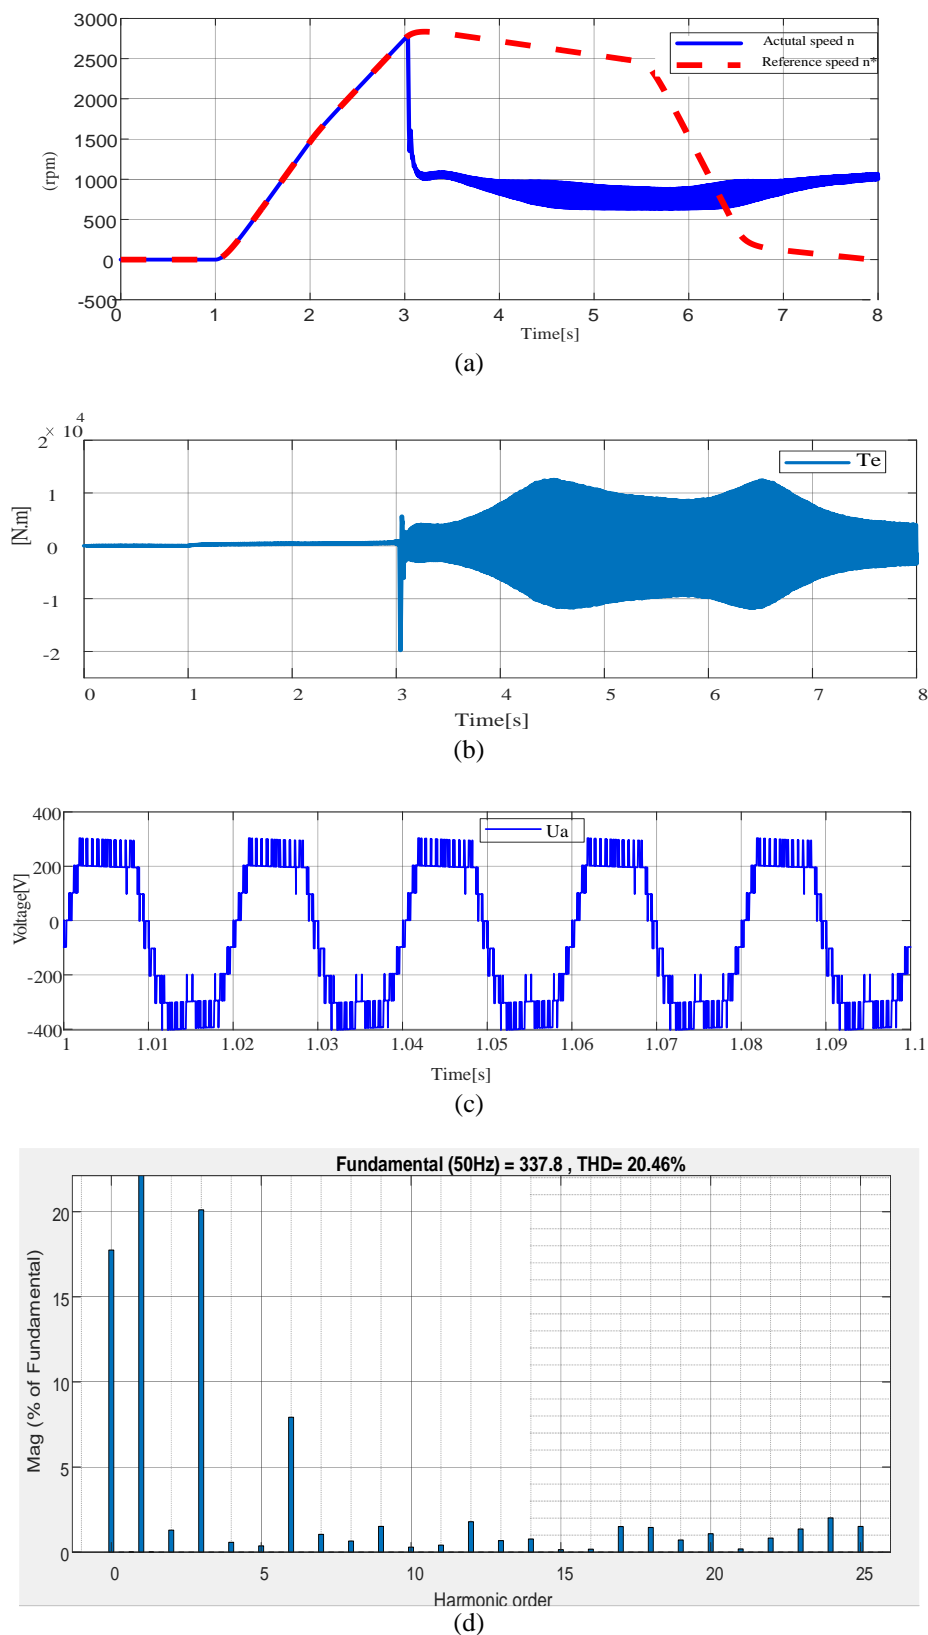 3000
2500
2000
1500
1000
500
0
-500
(rpm)
Actutal speed n
Reference speed n*
0 1 2 3 4 5 6 7 8
Time[s]
(a)
× 10 4
2
1
0
-1
-2
[N.m]
Te
0 1 2 3 4 5 6 7 8
Time[s]
(b)
400
200
0
-200
-400
Voltage[V]
Ua
1 1.01 1.02 1.03 1.04 1.05 1.06 1.07 1.08 1.09 1.1
Time[s]
(c)
Fundamental (50Hz) = 337.8 , THD= 20.46%
20
15
10
5
0
Mag (% of Fundamental)
0 5 10 15 20 25
Harmonic order
(d)